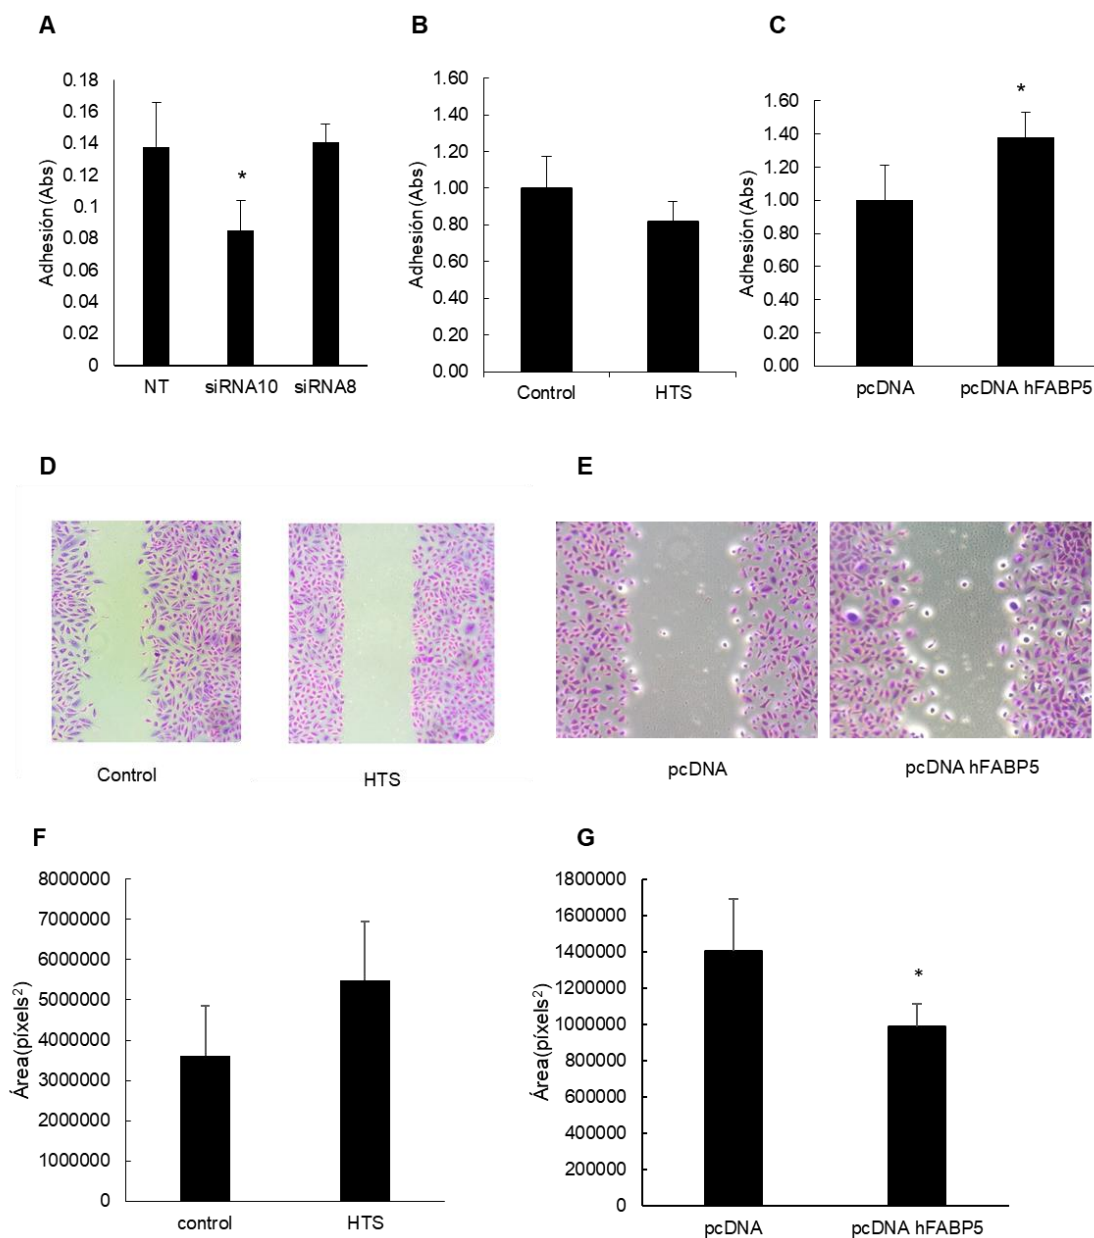 A
B
C
Adhesión (Abs)
0.18
0.16
0.14
0.12
0.1
0.08
0.06
0.04
0.02
0
*
NT siRNA10 siRNA8
Adhesión (Abs)
1.60
1.40
1.20
1.00
0.80
0.60
0.40
0.20
0.00
Control HTS
Adhesión (Abs)
1.60
1.40
1.20
1.00
0.80
0.60
0.40
0.20
0.00
*
pcDNA pcDNA hFABP5
D
E
Control HTS
pcDNA pcDNA hFABP5
F
G
Área(píxels²)
8000000
7000000
6000000
5000000
4000000
3000000
2000000
1000000
0
control HTS
Área(píxels²)
1800000
1600000
1400000
1200000
1000000
800000
600000
400000
200000
0
*
pcDNA pcDNA hFABP5